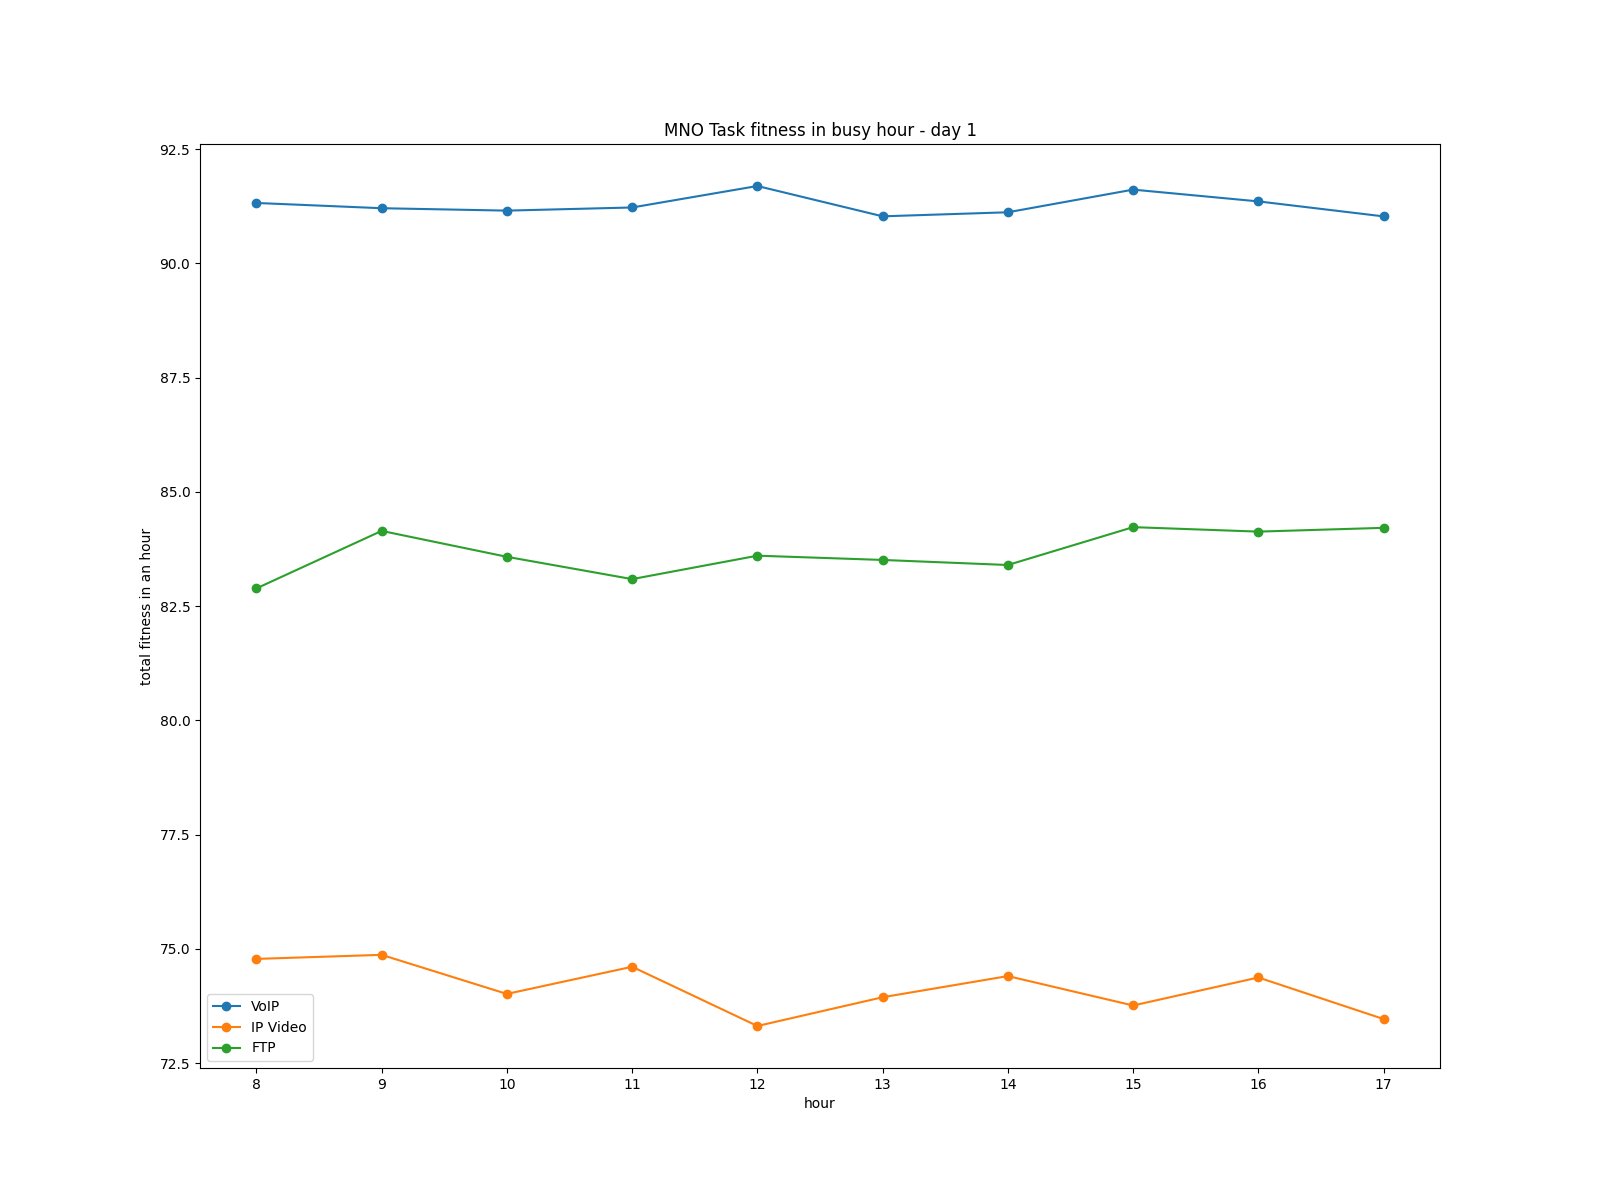 MNO Task fitness in busy hour - day 1
92.5
90.0
87.5
85.0
82.5
80.0
77.5
75.0
72.5
total fitness in an hour
VoIP
IP Video
FTP
8 9 10 11 12 13 14 15 16 17
hour